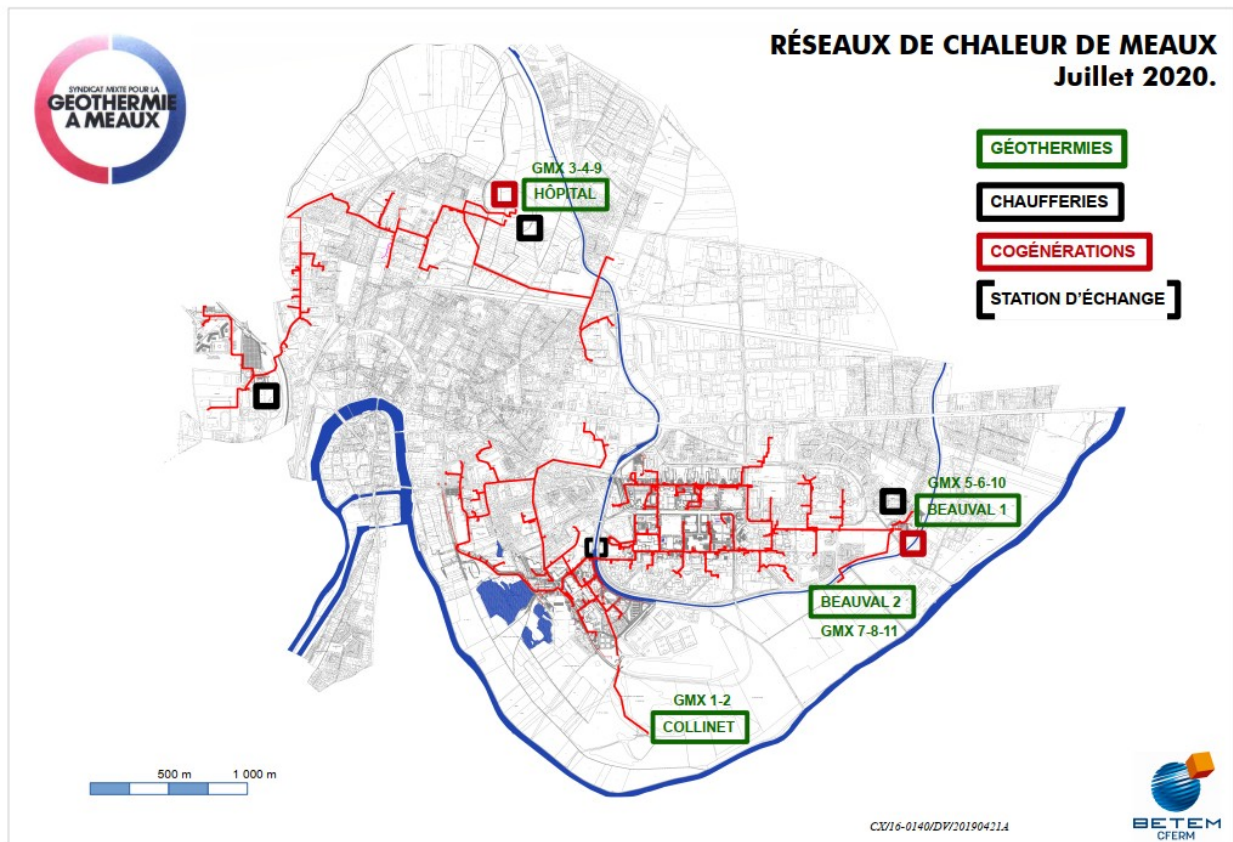 SYNDICAT MIXTE POUR LA
GÉOTHERMIE
A MEAUX
RÉSEAUX DE CHALEUR DE MEAUX
Juillet 2020.
GÉOTHERMIES
CHAUFFERIES
COGÉNÉRATIONS
STATION D'ÉCHANGE
GMX 3-4-9
HÔPITAL
GMX 5-6-10
BEAUVAL 1
BEAUVAL 2
GMX 7-8-11
GMX 1-2
COLLINET
500 m
1 000 m
CX/16-0140/DV/20190421A
BETEM
CFERM